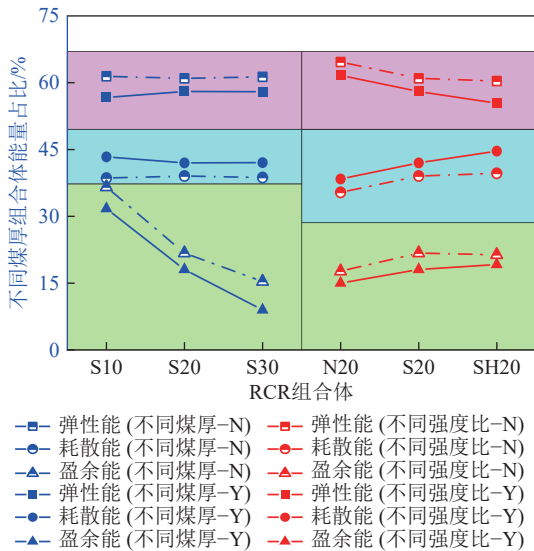 不同煤厚组合体能量占比/%
75
60
45
30
15
0
S10 S20 S30 N20 S20 SH20
RCR组合体
弹性能 (不同煤厚-N) 弹性能 (不同强度比-N)
耗散能 (不同煤厚-N) 耗散能 (不同强度比-N)
盈余能 (不同煤厚-N) 盈余能 (不同强度比-N)
弹性能 (不同煤厚-Y) 弹性能 (不同强度比-Y)
耗散能 (不同煤厚-Y) 耗散能 (不同强度比-Y)
盈余能 (不同煤厚-Y) 盈余能 (不同强度比-Y)